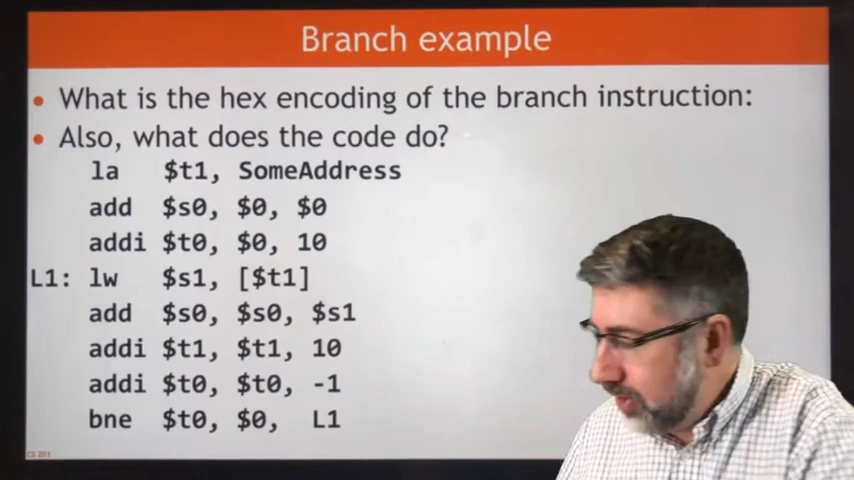 Branch example
• What is the hex encoding of the branch instruction:
• Also, what does the code do?
la $t1, SomeAddress
add $s0, $0, $0
addi $t0, $0, 10
L1: lw $s1, [$t1]
add $s0, $s0, $s1
addi $t1, $t1, 10
addi $t0, $t0, -1
bne $t0, $0, L1
CS 201